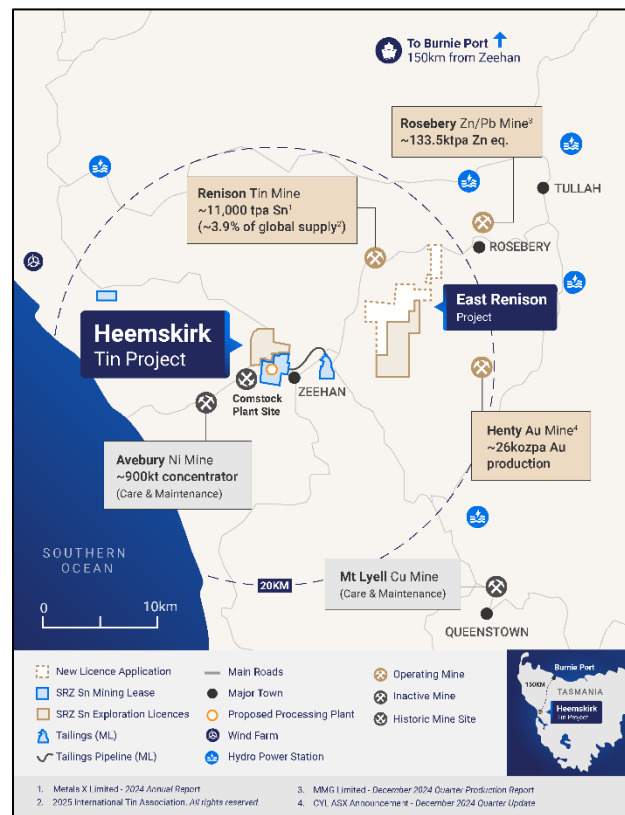 To Burnie Port
150km from Zeehan
Rosebery Zn/Pb Mine³
~133.5ktpa Zn eq.
Renison Tin Mine
~11,000 tpa Sn¹
(~3.9% of global supply²)
TULLAH
ROSEBERY
East Renison
Project
Heemskirk
Tin Project
ZEEHAN
Comstock
Plant Site
Henty Au Mine⁴
~26kozpa Au
production
Avebury Ni Mine
~900kt concentrator
(Care & Maintenance)
SOUTHERN
OCEAN
0 10km
20KM
Mt Lyell Cu Mine
(Care & Maintenance)
QUEENSTOWN
New Licence Application
SRZ Sn Mining Lease
SRZ Sn Exploration Licences
Tailings (ML)
Tailings Pipeline (ML)
Main Roads
Major Town
Proposed Processing Plant
Wind Farm
Hydro Power Station
Operating Mine
Inactive Mine
Historic Mine Site
Burnie Port
150KM
TASMANIA
Heemskirk
Tin Project
1. Metals X Limited - 2024 Annual Report
2. 2025 International Tin Association. All rights reserved.
3. MMG Limited - December 2024 Quarter Production Report
4. CYL ASX Announcement - December 2024 Quarter Update